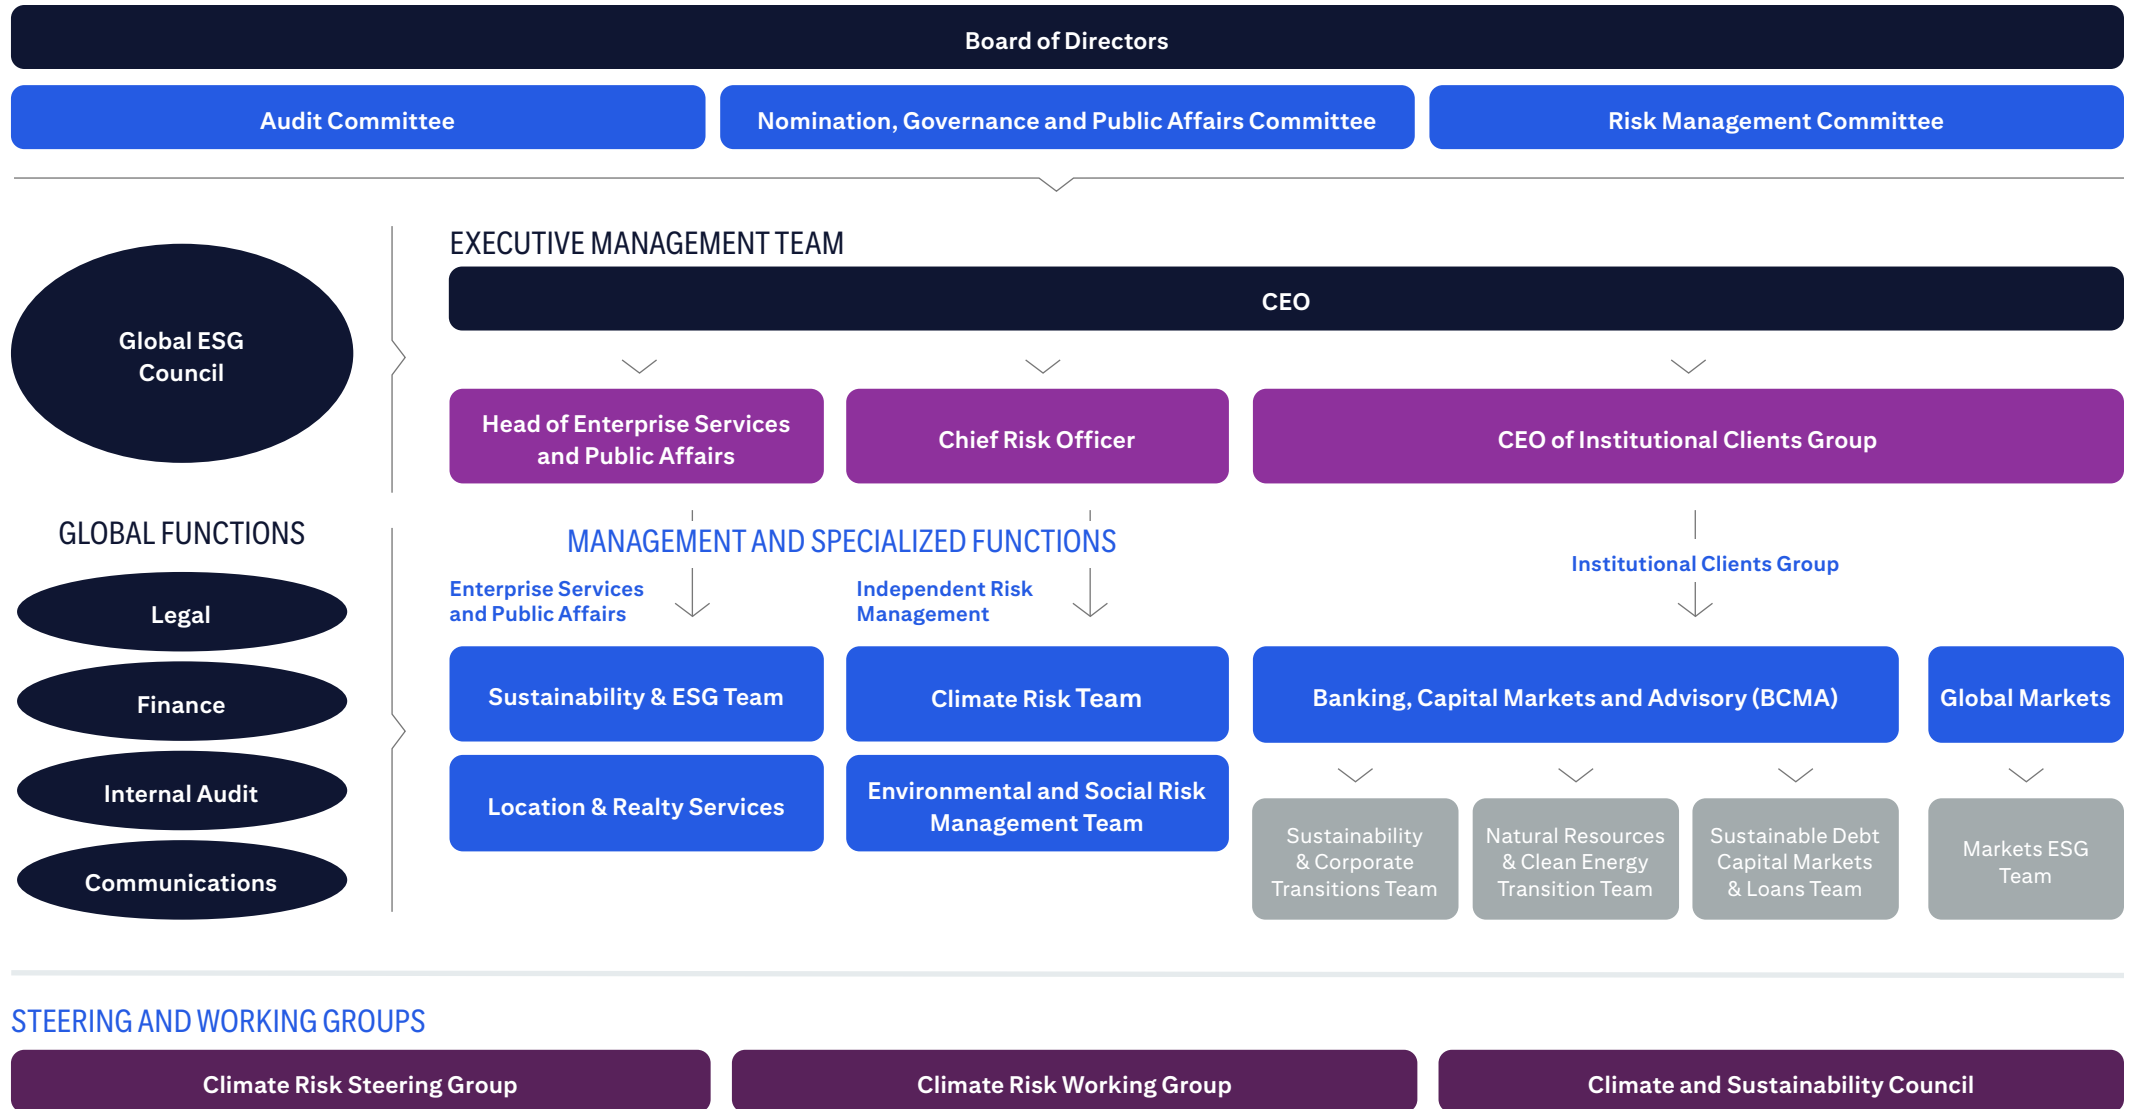 Board of Directors
Audit Committee
Nomination, Governance and Public Affairs Committee
Risk Management Committee
Global ESG
Council
EXECUTIVE MANAGEMENT TEAM
CEO
Head of Enterprise Services
and Public Affairs
Chief Risk Officer
CEO of Institutional Clients Group
GLOBAL FUNCTIONS
Legal
Finance
Internal Audit
Communications
MANAGEMENT AND SPECIALIZED FUNCTIONS
Enterprise Services
and Public Affairs
Independent Risk
Management
Institutional Clients Group
Sustainability & ESG Team
Climate Risk Team
Banking, Capital Markets and Advisory (BCMA)
Global Markets
Location & Realty Services
Environmental and Social Risk
Management Team
Sustainability
& Corporate
Transitions Team
Natural Resources
& Clean Energy
Transition Team
Sustainable Debt
Capital Markets
& Loans Team
Markets ESG
Team
STEERING AND WORKING GROUPS
Climate Risk Steering Group
Climate Risk Working Group
Climate and Sustainability Council